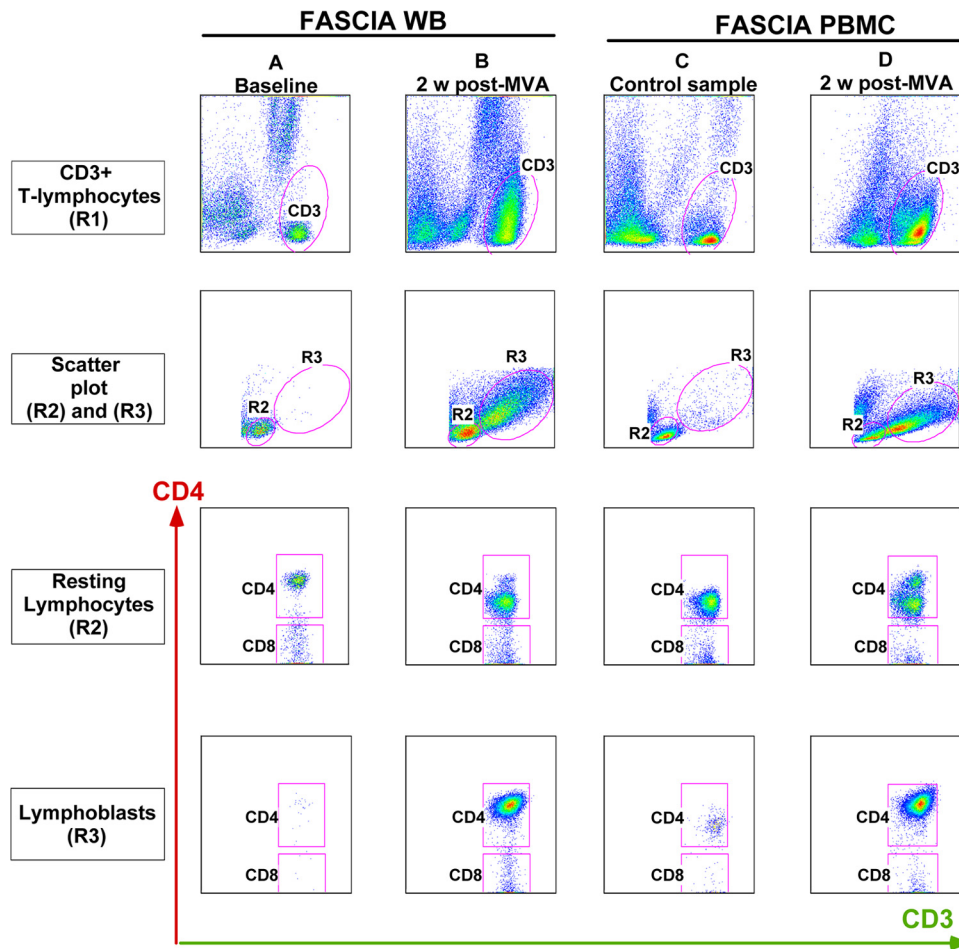 FASCIA WB
FASCIA PBMC
A
Baseline
B
2 w post-MVA
C
Control sample
D
2 w post-MVA
CD3+
T-lymphocytes
(R1)
CD3
CD3
CD3
CD3
Scatter
plot
(R2) and (R3)
R3
R2
R3
R2
R3
R2
R3
R2
CD4
Resting
Lymphocytes
(R2)
CD4
CD8
CD4
CD8
CD4
CD8
CD4
CD8
Lymphoblasts
(R3)
CD4
CD8
CD4
CD8
CD4
CD8
CD4
CD8
CD3